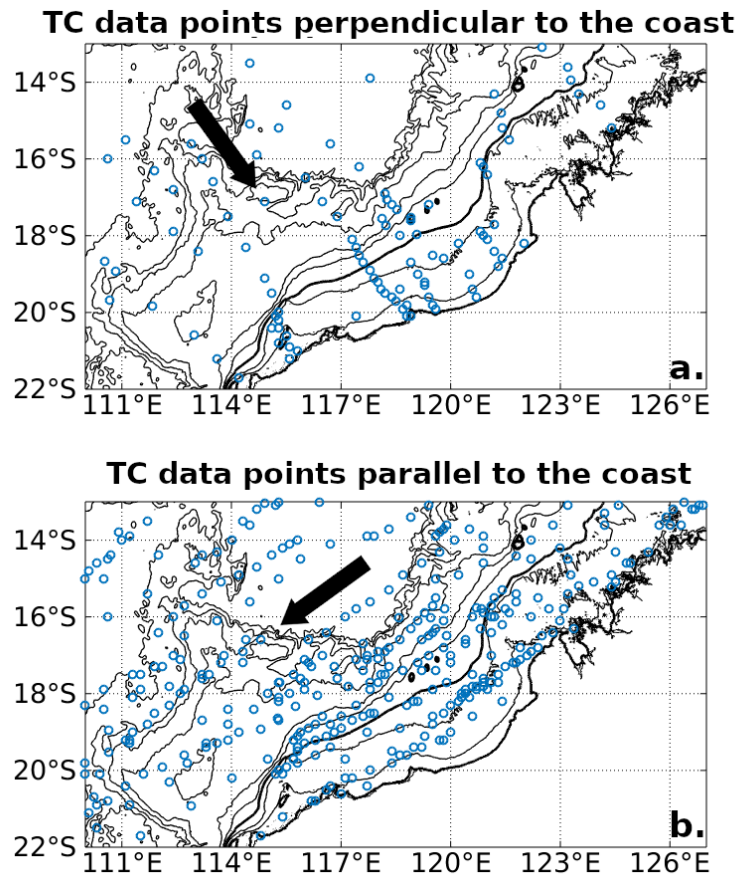 TC data points perpendicular to the coast
14°S
16°S
18°S
20°S
22°S
a.
111°E 114°E 117°E 120°E 123°E 126°E
TC data points parallel to the coast
14°S
16°S
18°S
20°S
22°S
b.
111°E 114°E 117°E 120°E 123°E 126°E